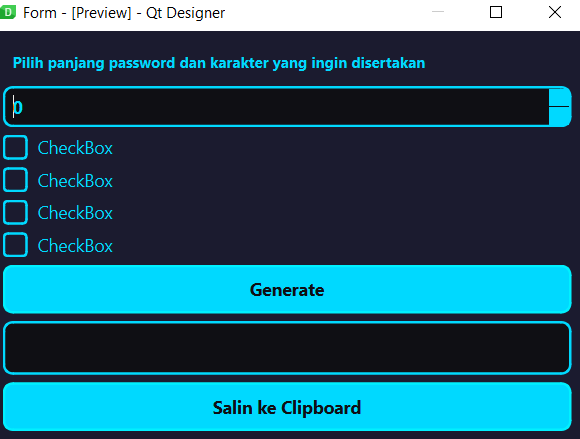 Form - [Preview] - Qt Designer
Pilih panjang password dan karakter yang ingin disertakan
0
CheckBox
CheckBox
CheckBox
CheckBox
Generate
Salin ke Clipboard